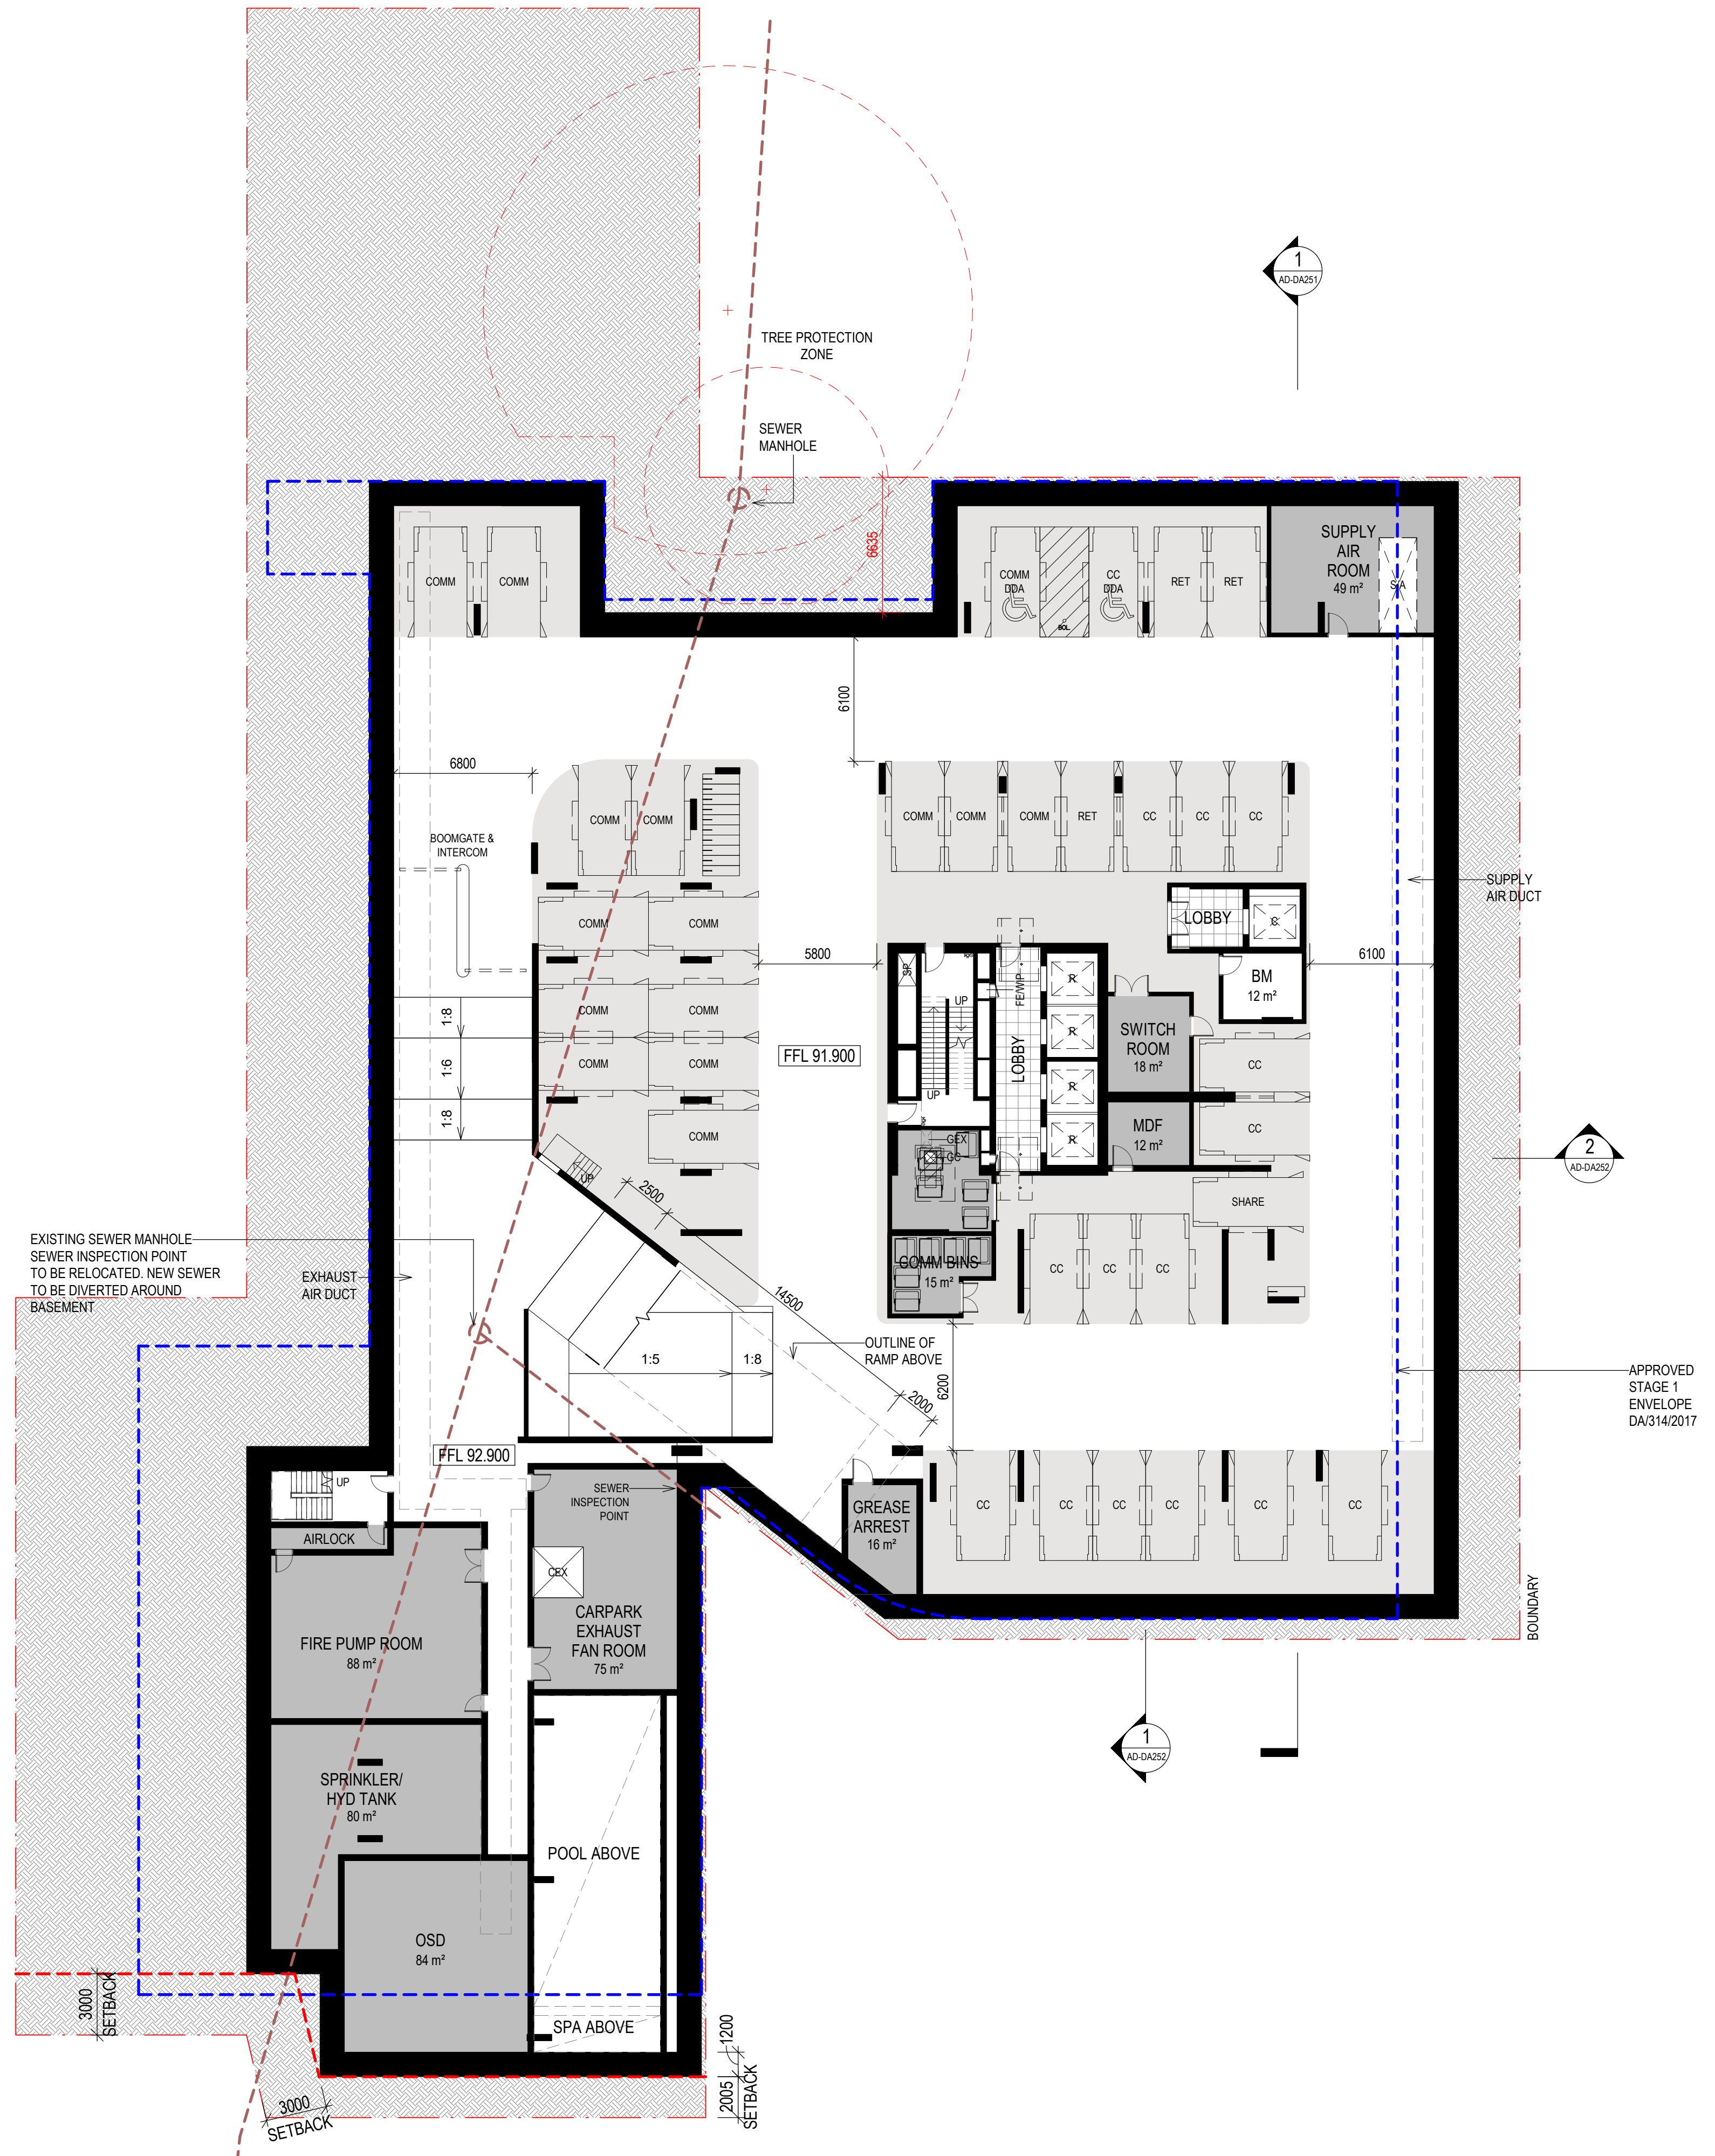 1
AD-DA251
TREE PROTECTION
ZONE
SEWER
MANHOLE
6635
COMM
COMM
COMM
DDA
BOL.
CC
DDA
RET
RET
SUPPLY
AIR
ROOM
49 m²
S/A
6100
6800
BOOMGATE &
INTERCOM
COMM
COMM
COMM
COMM
COMM
RET
CC
CC
CC
SUPPLY
AIR DUCT
COMM
COMM
LOBBY
5800
6100
BM
12 m²
SP
UP
FE/WIP
R
R
R
R
LOBBY
UP
COMM
COMM
1:8
1:6
1:8
FFL 91.900
SWITCH
ROOM
18 m²
CC
COMM
COMM
COMM
MDF
12 m²
CC
GEX
GC
2
AD-DA252
UP
2500
SHARE
EXISTING SEWER MANHOLE
SEWER INSPECTION POINT
TO BE RELOCATED. NEW SEWER
TO BE DIVERTED AROUND
BASEMENT
EXHAUST
AIR DUCT
COMM BINS
15 m²
CC
CC
CC
14500
OUTLINE OF
RAMP ABOVE
1:5
1:8
6200
2000
APPROVED
STAGE 1
ENVELOPE
DA/314/2017
FFL 92.900
UP
SEWER
INSPECTION
POINT
GREASE
ARREST
16 m²
CC
CC
CC
CC
CC
CC
AIRLOCK
CEX
CARPARK
EXHAUST
FAN ROOM
75 m²
FIRE PUMP ROOM
88 m²
BOUNDARY
1
AD-DA252
SPRINKLER/
HYD TANK
80 m²
POOL ABOVE
OSD
84 m²
SPA ABOVE
3000
SETBACK
1200
2005
SETBACK
3000
SETBACK